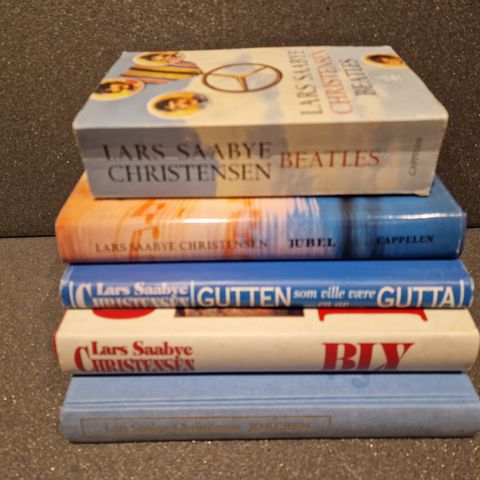 LARS SAABYE
CHRISTENSEN
BEATLES
LARS SAABYE
CHRISTENSEN
BEATLES
CAPPELEN
LARS SAABYE CHRISTENSEN JUBEL CAPPELEN
Lars Saabye
CHRISTENSEN
GUTTEN som ville være
en av GUTTA
Lars Saabye
CHRISTENSEN
BLY
Lars Saabye Christensen JOKEREN